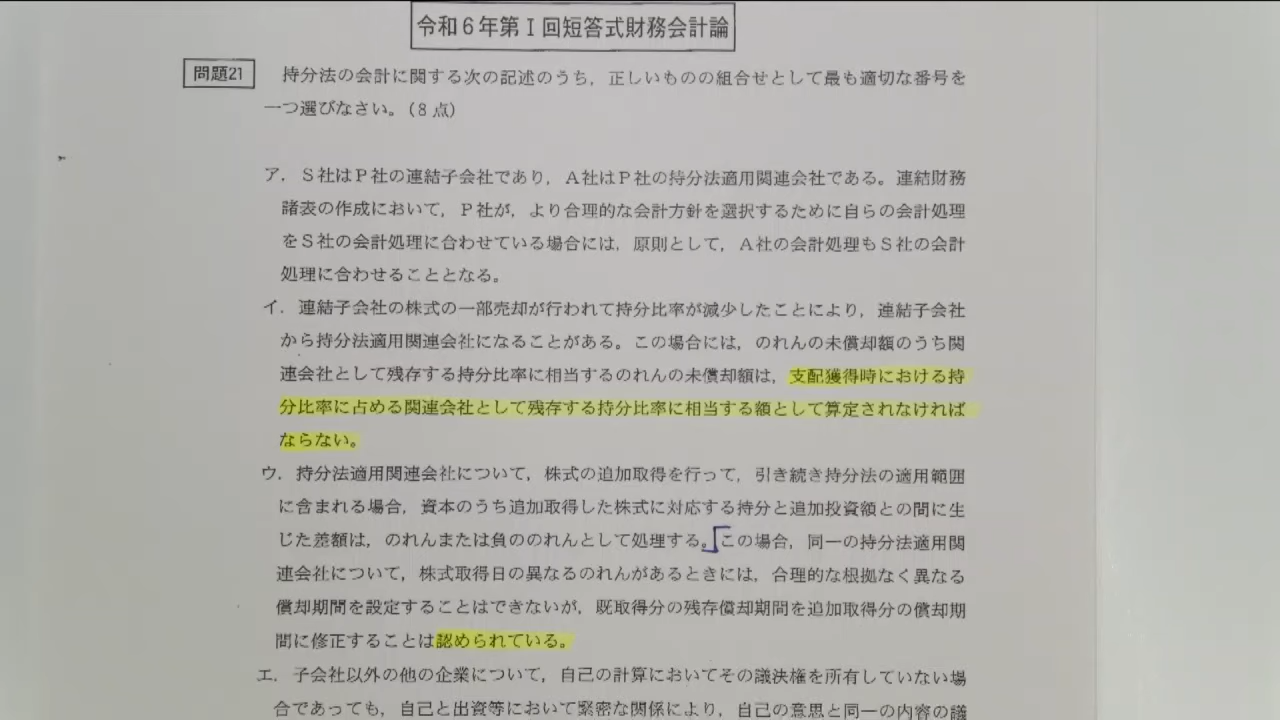 令和6年第Ⅰ回短答式財務会計論
問題21 持分法の会計に関する次の記述のうち，正しいものの組合せとして最も適切な番号を
一つ選びなさい。（8点）
ア．S社はP社の連結子会社であり，A社はP社の持分法適用関連会社である。連結財務
諸表の作成において，P社が，より合理的な会計方針を選択するために自らの会計処理
をS社の会計処理に合わせている場合には，原則として，A社の会計処理もS社の会計
処理に合わせることとなる。
イ．連結子会社の株式の一部売却が行われて持分比率が減少したことにより，連結子会社
から持分法適用関連会社になることがある。この場合には，のれんの未償却額のうち関
連会社として残存する持分比率に相当するのれんの未償却額は，支配獲得時における持
分比率に占める関連会社として残存する持分比率に相当する額として算定されなければ
ならない。
ウ．持分法適用関連会社について，株式の追加取得を行って，引き続き持分法の適用範囲
に含まれる場合，資本のうち追加取得した株式に対応する持分と追加投資額との間に生
じた差額は，のれんまたは負ののれんとして処理する。この場合，同一の持分法適用関
連会社について，株式取得日の異なるのれんがあるときには，合理的な根拠なく異なる
償却期間を設定することはできないが，既取得分の残存償却期間を追加取得分の償却期
間に修正することは認められている。
エ．子会社以外の他の企業について，自己の計算においてその議決権を所有していない場
合であっても，自己と出資等において緊密な関係により，自己の意思と同一の内容の議